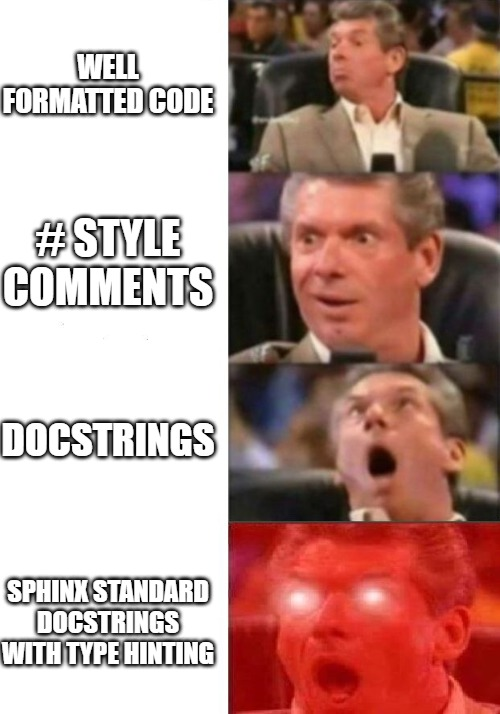 WELL
FORMATTED CODE
# STYLE
COMMENTS
DOCSTRINGS
SPHINX STANDARD
DOCSTRINGS
WITH TYPE HINTING